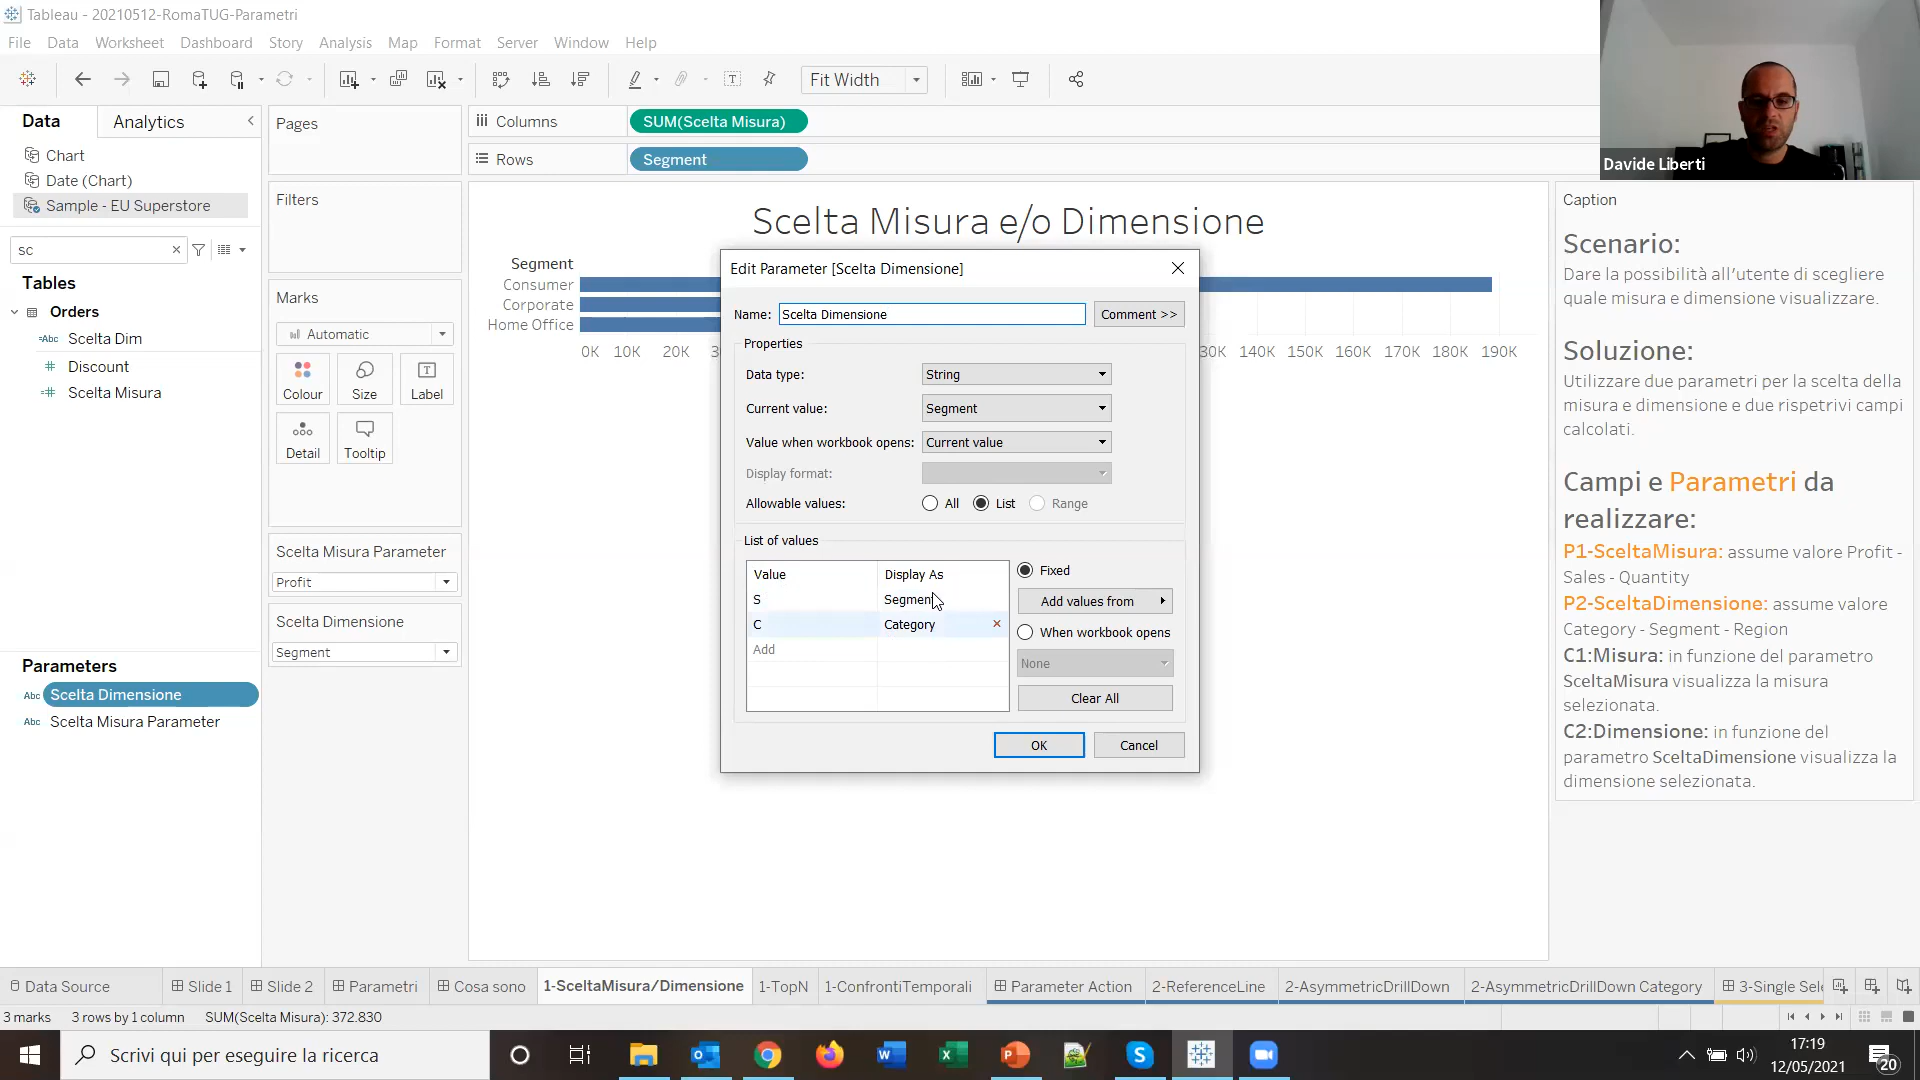 Tableau - 20210512-RomaTUG-Parametri
File Data Worksheet Dashboard Story Analysis Map Format Server Window Help
Fit Width
Data Analytics
Chart
Date (Chart)
Sample - EU Superstore
sc
Tables
Orders
Abc Scelta Dim
Discount
Scelta Misura
Parameters
Abc Scelta Dimensione
Abc Scelta Misura Parameter
Pages
Filters
Marks
Automatic
Colour Size Label
Detail Tooltip
Scelta Misura Parameter
Profit
Scelta Dimensione
Segment
Columns SUM(Scelta Misura)
Rows Segment
Scelta Misura e/o Dimensione
Segment
Consumer
Corporate
Home Office
0K 10K 20K 3 30K 140K 150K 160K 170K 180K 190K
Edit Parameter [Scelta Dimensione]
Name: Scelta Dimensione Comment >>
Properties
Data type: String
Current value: Segment
Value when workbook opens: Current value
Display format:
Allowable values: All List Range
List of values
Value Display As
S Segment
C Category
Add
Fixed
Add values from
When workbook opens
None
Clear All
OK Cancel
Davide Liberti
Caption
Scenario:
Dare la possibilità all'utente di scegliere
quale misura e dimensione visualizzare.
Soluzione:
Utilizzare due parametri per la scelta della
misura e dimensione e due rispetrivi campi
calcolati.
Campi e Parametri da
realizzare:
P1-SceltaMisura: assume valore Profit -
Sales - Quantity
P2-SceltaDimensione: assume valore
Category - Segment - Region
C1:Misura: in funzione del parametro
SceltaMisura visualizza la misura
selezionata.
C2:Dimensione: in funzione del
parametro SceltaDimensione visualizza la
dimensione selezionata.
Data Source Slide 1 Slide 2 Parametri Cosa sono 1-SceltaMisura/Dimensione 1-TopN 1-ConfrontiTemporali Parameter Action 2-ReferenceLine 2-AsymmetricDrillDown 2-AsymmetricDrillDown Category 3-Single Sele
3 marks 3 rows by 1 column SUM(Scelta Misura): 372.830
Scrivi qui per eseguire la ricerca
17:19
12/05/2021
20